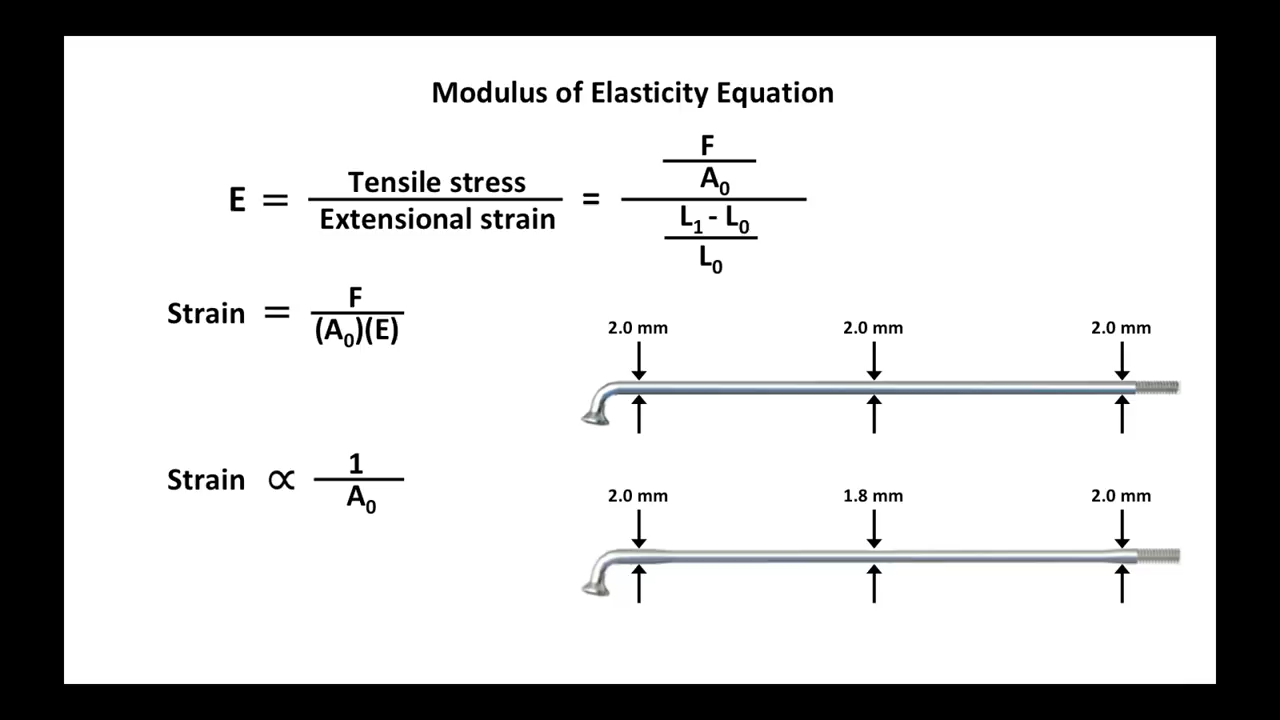 Modulus of Elasticity Equation
E = Tensile stress / Extensional strain = F / A₀ / L₁ - L₀ / L₀
Strain = F / (A₀)(E)
2.0 mm 2.0 mm 2.0 mm
Strain ∝ 1 / A₀
2.0 mm 1.8 mm 2.0 mm